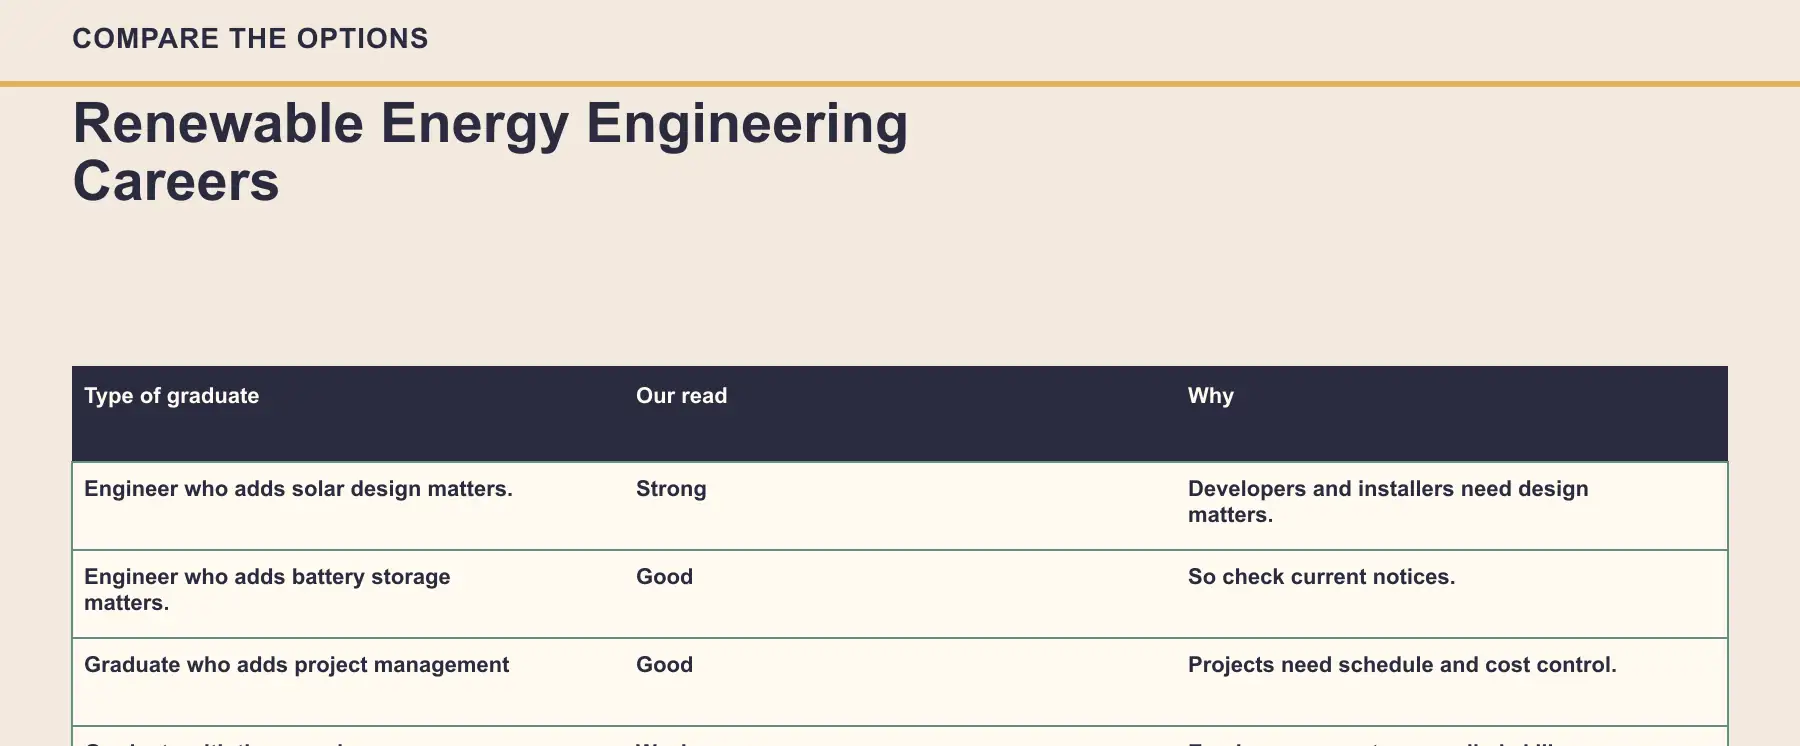 COMPARE THE OPTIONS
Renewable Energy Engineering
Careers
Type of graduate
Our read
Why
Engineer who adds solar design matters.
Strong
Developers and installers need design
matters.
Engineer who adds battery storage
matters.
Good
So check current notices.
Graduate who adds project management
Good
Projects need schedule and cost control.